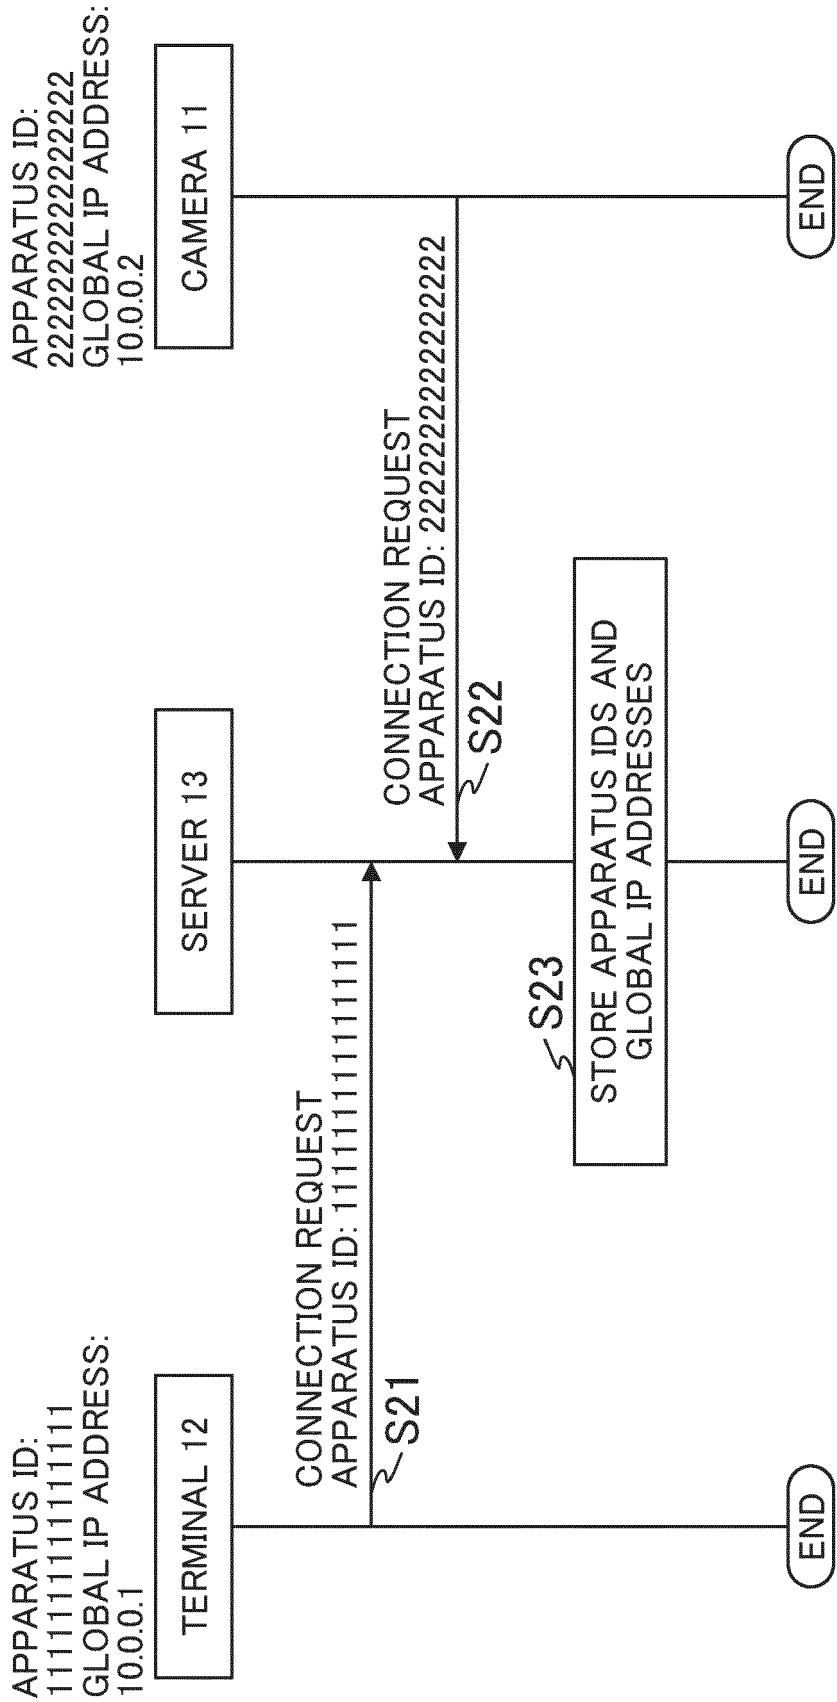 APPARATUS ID:
1111111111111111
GLOBAL IP ADDRESS:
10.0.0.1
APPARATUS ID:
2222222222222222
GLOBAL IP ADDRESS:
10.0.0.2
TERMINAL 12
SERVER 13
CAMERA 11
CONNECTION REQUEST
APPARATUS ID: 1111111111111111
S21
CONNECTION REQUEST
APPARATUS ID: 2222222222222222
S22
S23
STORE APPARATUS IDS AND
GLOBAL IP ADDRESSES
END
END
END